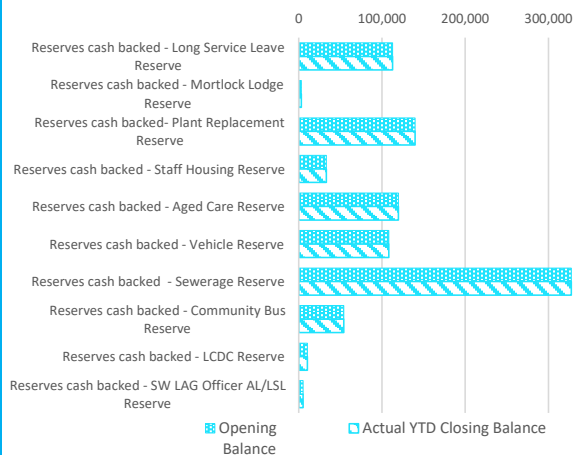 0 100,000 200,000 300,000
Reserves cash backed - Long Service Leave
Reserve
Reserves cash backed - Mortlock Lodge
Reserve
Reserves cash backed- Plant Replacement
Reserve
Reserves cash backed - Staff Housing Reserve
Reserves cash backed - Aged Care Reserve
Reserves cash backed - Vehicle Reserve
Reserves cash backed  - Sewerage Reserve
Reserves cash backed - Community Bus
Reserve
Reserves cash backed - LCDC Reserve
Reserves cash backed - SW LAG Officer AL/LSL
Reserve
Opening
Balance
Actual YTD Closing Balance